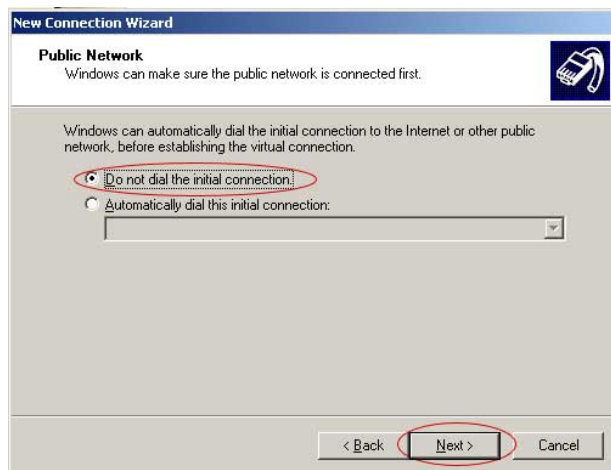 New Connection Wizard
Public Network
Windows can make sure the public network is connected first.
Windows can automatically dial the initial connection to the Internet or other public
network, before establishing the virtual connection.
Do not dial the initial connection.
Automatically dial this initial connection:
< Back Next > Cancel